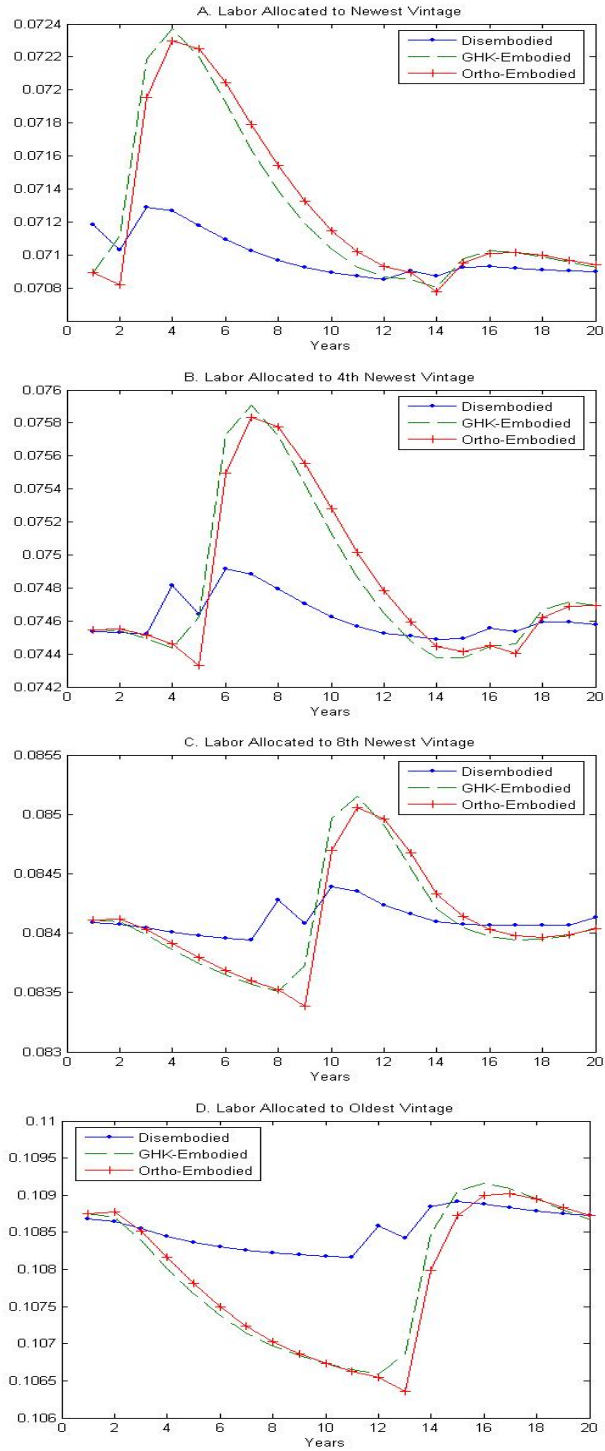 A. Labor Allocated to Newest Vintage
0.0724
0.0722
0.072
0.0718
0.0716
0.0714
0.0712
0.071
0.0708
Disembodied
GHK-Embodied
Ortho-Embodied
0 2 4 6 8 10 12 14 16 18 20
Years
B. Labor Allocated to 4th Newest Vintage
0.076
0.0758
0.0756
0.0754
0.0752
0.075
0.0748
0.0746
0.0744
0.0742
Disembodied
GHK-Embodied
Ortho-Embodied
0 2 4 6 8 10 12 14 16 18 20
Years
C. Labor Allocated to 8th Newest Vintage
0.0855
0.085
0.0845
0.084
0.0835
0.083
Disembodied
GHK-Embodied
Ortho-Embodied
0 2 4 6 8 10 12 14 16 18 20
Years
D. Labor Allocated to Oldest Vintage
0.11
0.1095
0.109
0.1085
0.108
0.1075
0.107
0.1065
0.106
Disembodied
GHK-Embodied
Ortho-Embodied
0 2 4 6 8 10 12 14 16 18 20
Years